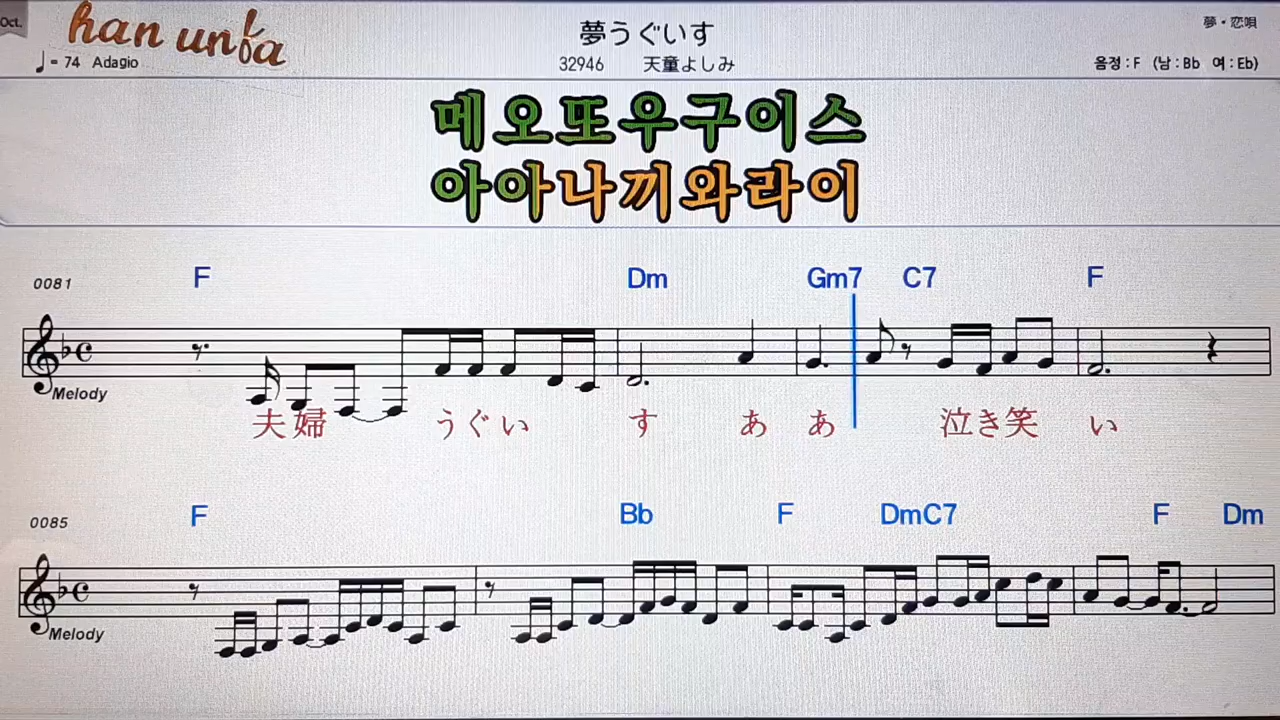 Oct.
han unfa
夢うぐいす
夢・恋唄
♩= 74 Adagio
32946 天童よしみ
음정 : F (남 : Bb 여 : Eb)
메오또우구이스
아아나끼와라이
0081 F Dm Gm7 C7 F
Melody
夫婦 うぐい す あ あ 泣き笑 い
0085 F Bb F DmC7 F Dm
Melody